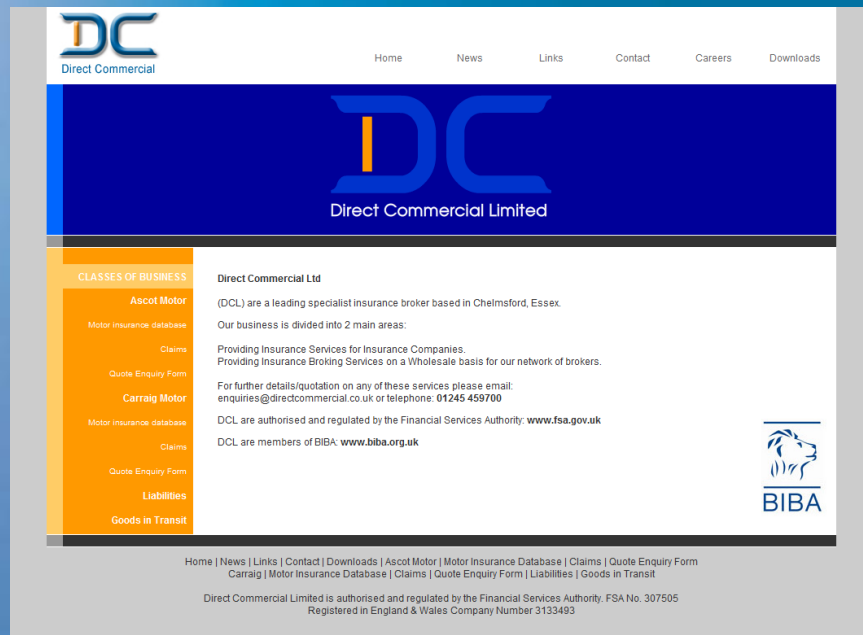 DC
Direct Commercial
Home News Links Contact Careers Downloads
DC
Direct Commercial Limited
CLASSES OF BUSINESS
Ascot Motor
Motor insurance database
Claims
Quote Enquiry Form
Carraig Motor
Motor insurance database
Claims
Quote Enquiry Form
Liabilities
Goods in Transit
Direct Commercial Ltd
(DCL) are a leading specialist insurance broker based in Chelmsford, Essex.
Our business is divided into 2 main areas:
Providing Insurance Services for Insurance Companies.
Providing Insurance Broking Services on a Wholesale basis for our network of brokers.
For further details/quotation on any of these services please email:
enquiries@directcommercial.co.uk or telephone: 01245 459700
DCL are authorised and regulated by the Financial Services Authority: www.fsa.gov.uk
DCL are members of BIBA: www.biba.org.uk
BIBA
Home | News | Links | Contact | Downloads | Ascot Motor | Motor Insurance Database | Claims | Quote Enquiry Form
Carraig | Motor Insurance Database | Claims | Quote Enquiry Form | Liabilities | Goods in Transit
Direct Commercial Limited is authorised and regulated by the Financial Services Authority. FSA No. 307505
Registered in England & Wales Company Number 3133493